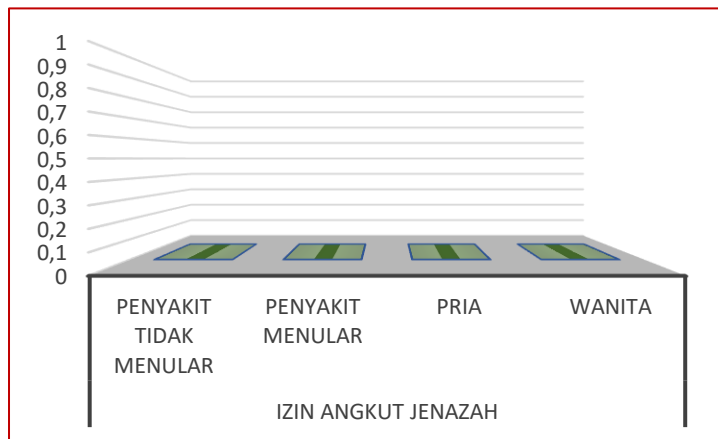 1
0,9
0,8
0,7
0,6
0,5
0,4
0,3
0,2
0,1
0
PENYAKIT TIDAK MENULAR
PENYAKIT MENULAR
PRIA
WANITA
IZIN ANGKUT JENAZAH